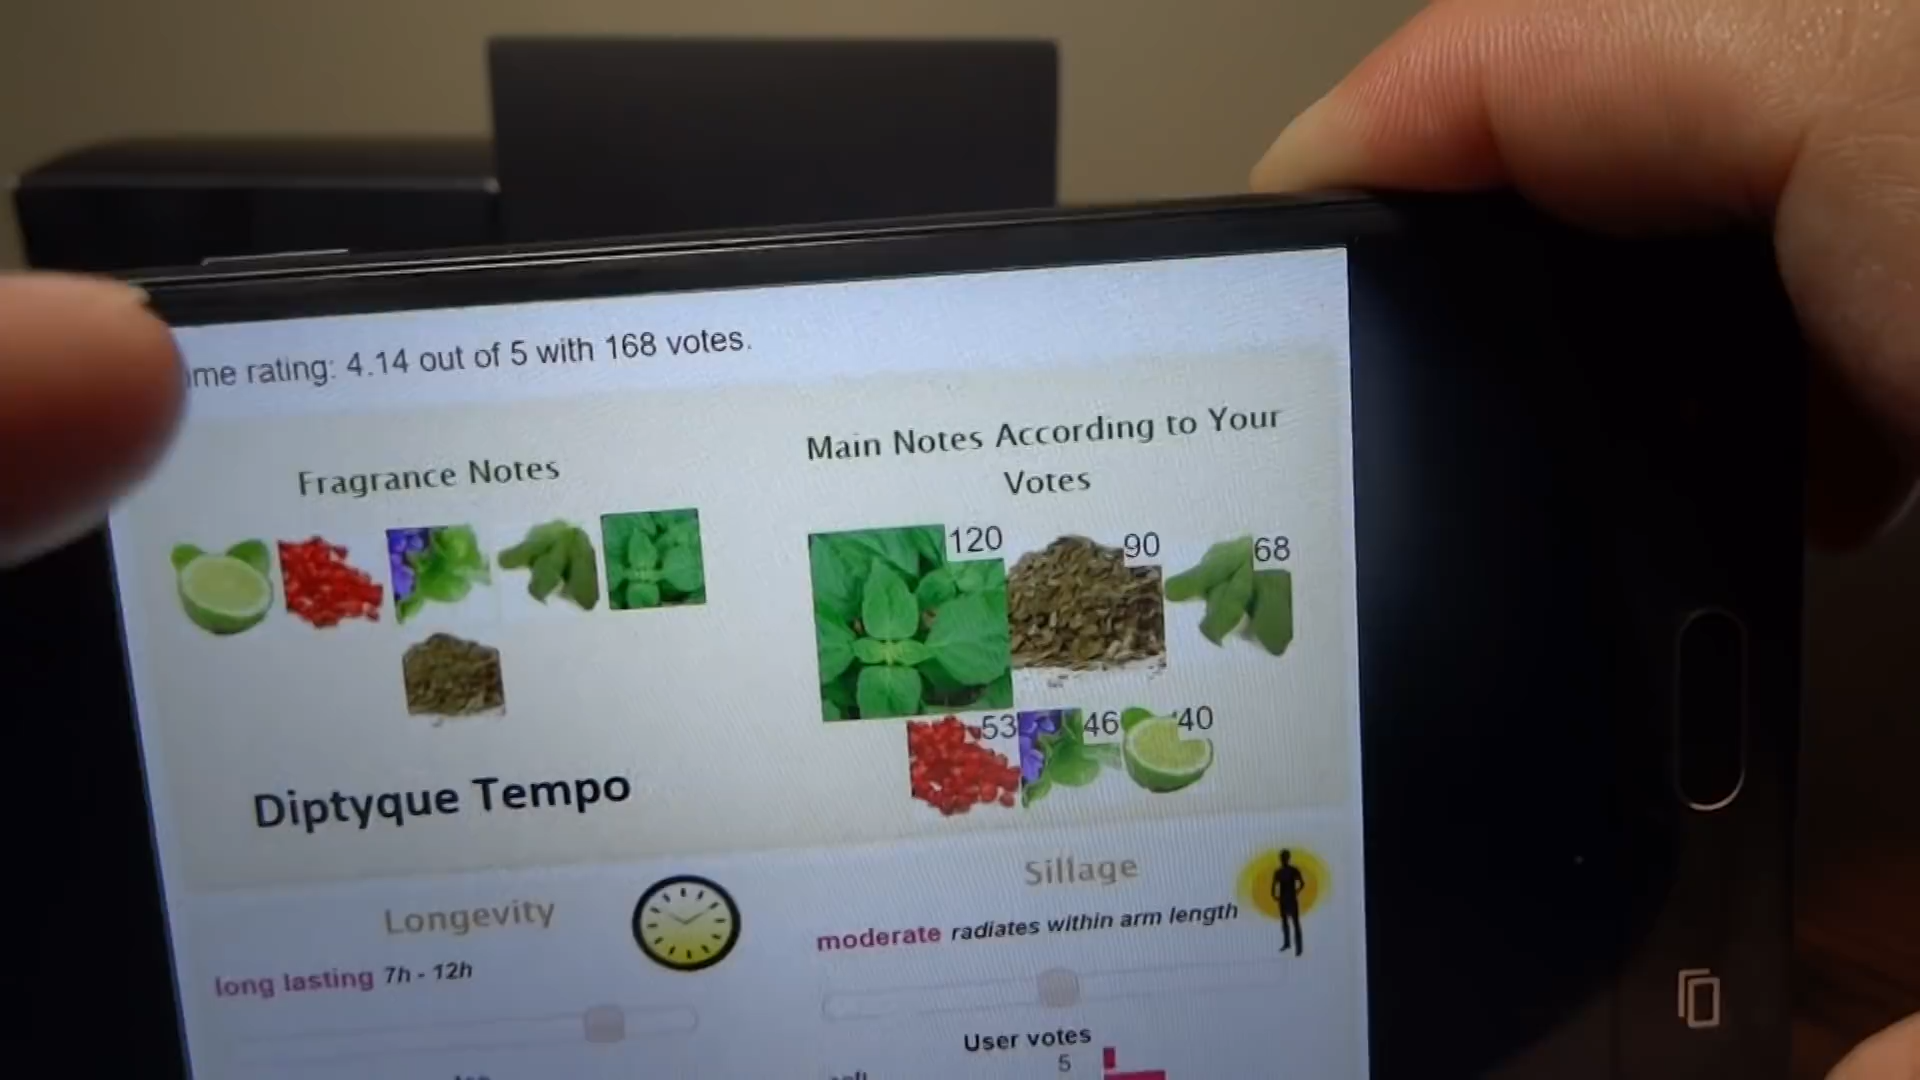 rating: 4.14 out of 5 with 168 votes.
Fragrance Notes
Main Notes According to Your
Votes
120
90
68
53
46
40
Diptyque Tempo
Longevity
long lasting 7h - 12h
Sillage
moderate radiates within arm length
User votes
5